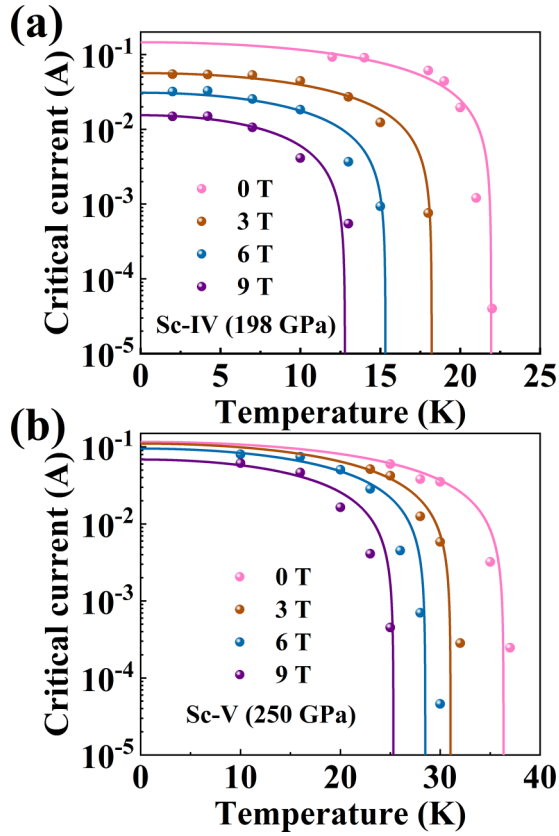 (a)
Critical current (A)
10⁻¹
10⁻²
10⁻³
10⁻⁴
10⁻⁵
0 T
3 T
6 T
9 T
Sc-IV (198 GPa)
0 5 10 15 20 25
Temperature (K)
(b)
Critical current (A)
10⁻¹
10⁻²
10⁻³
10⁻⁴
10⁻⁵
0 T
3 T
6 T
9 T
Sc-V (250 GPa)
0 10 20 30 40
Temperature (K)